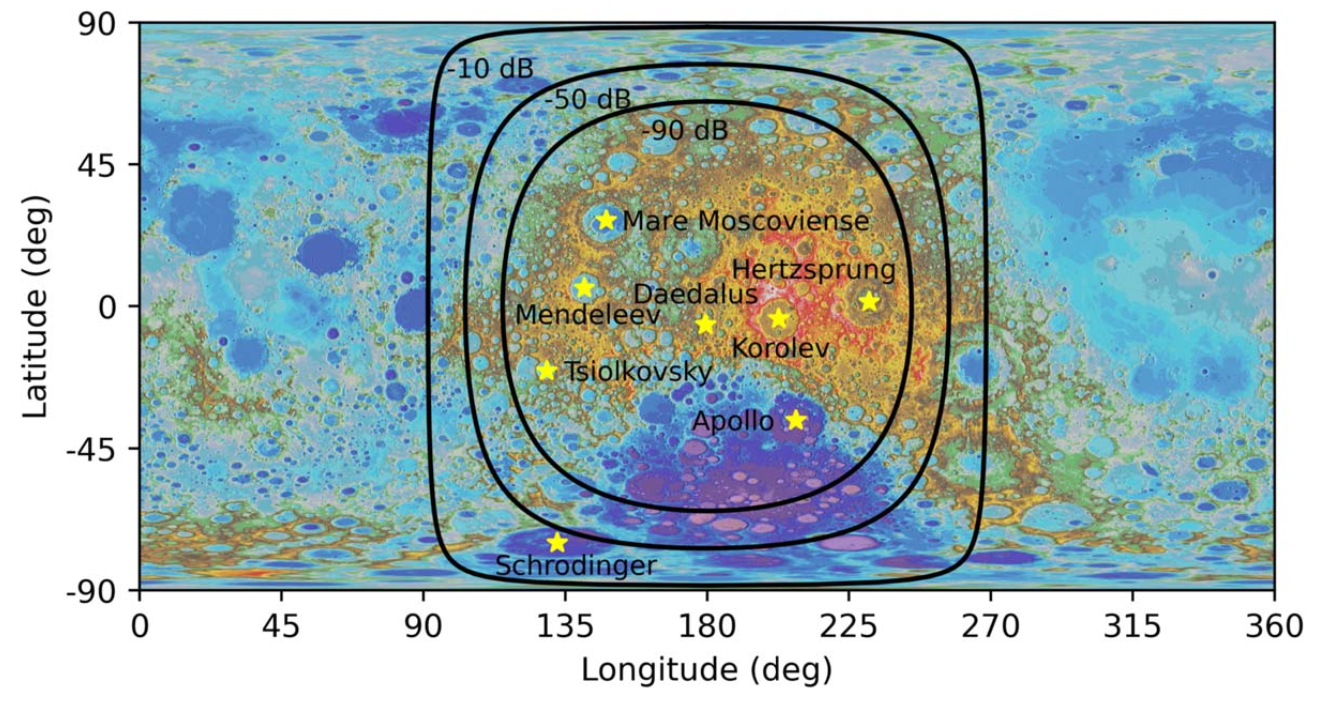 90
-10 dB
-50 dB
-90 dB
45
Mare Moscoviense
Hertzsprung
Daedalus
0
Mendeleev
Korolev
Tsiolkovsky
Apollo
-45
Schrodinger
-90
0 45 90 135 180 225 270 315 360
Latitude (deg)
Longitude (deg)